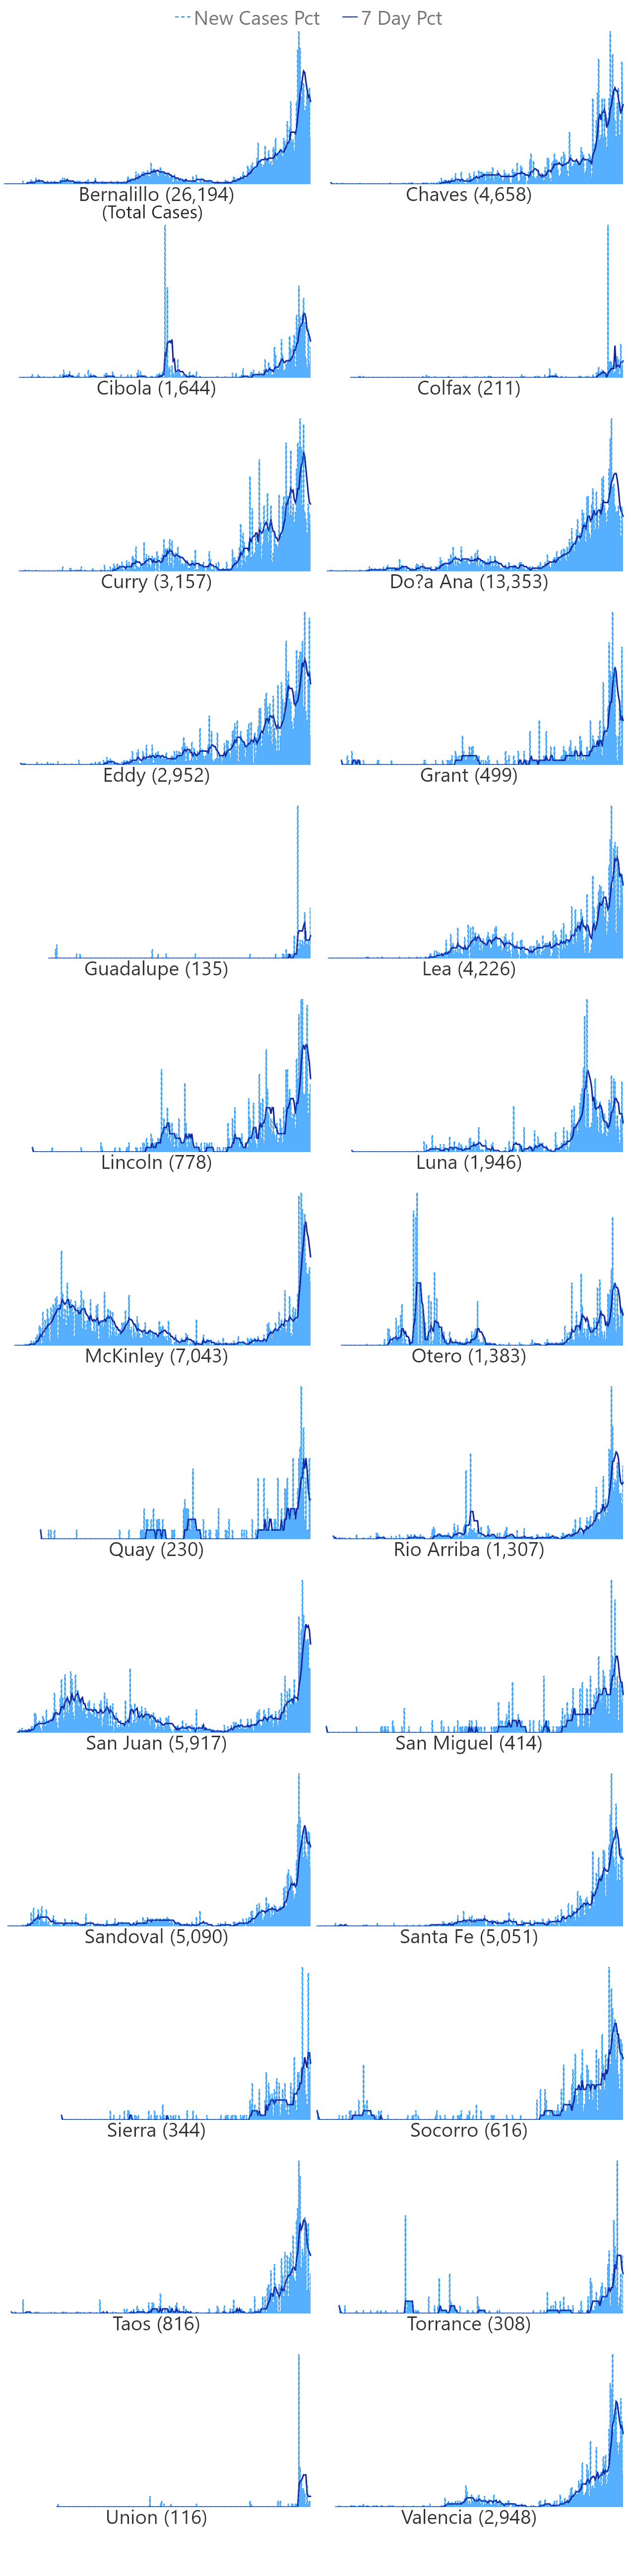 New Cases Pct 7 Day Pct
Bernalillo (26,194) Chaves (4,658)
(Total Cases)
Cibola (1,644) Colfax (211)
Curry (3,157) Do?a Ana (13,353)
Eddy (2,952) Grant (499)
Guadalupe (135) Lea (4,226)
Lincoln (778) Luna (1,946)
McKinley (7,043) Otero (1,383)
Quay (230) Rio Arriba (1,307)
San Juan (5,917) San Miguel (414)
Sandoval (5,090) Santa Fe (5,051)
Sierra (344) Socorro (616)
Taos (816) Torrance (308)
Union (116) Valencia (2,948)